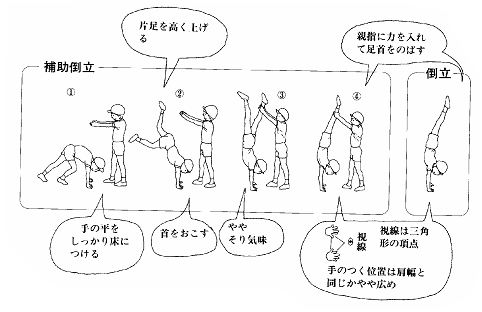 片足を高く上げ
る
親指に力を入れ
て足首をのばす
補助倒立
倒立
①
②
③
④
手の平を
しっかり床に
つける
首をおこす
やや
そり気味
視線
視線は三角
形の頂点
手のつく位置は肩幅と
同じかやや広め